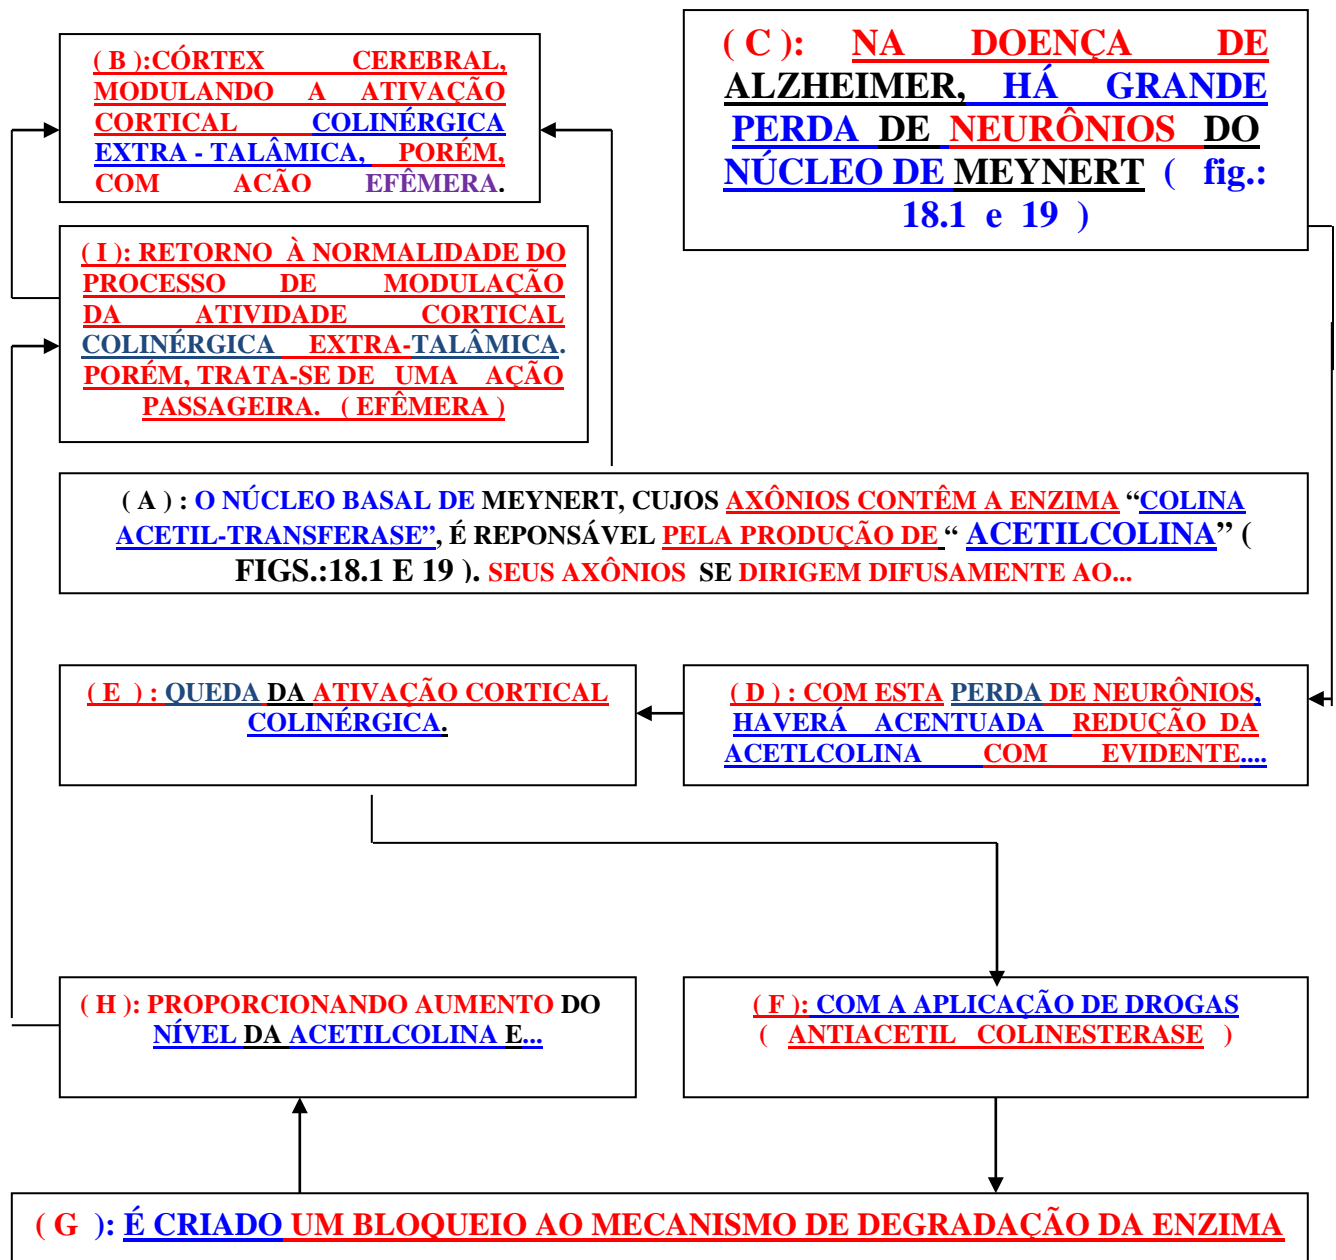 ( B ):CÓRTEX CEREBRAL,
MODULANDO A ATIVAÇÃO
CORTICAL COLINÉRGICA
EXTRA - TALÂMICA, PORÉM,
COM ACÃO EFÊMERA.
( C ): NA DOENÇA DE
ALZHEIMER, HÁ GRANDE
PERDA DE NEURÔNIOS DO
NÚCLEO DE MEYNERT ( fig.:
18.1 e 19 )
( I ): RETORNO À NORMALIDADE DO
PROCESSO DE MODULAÇÃO
DA ATIVIDADE CORTICAL
COLINÉRGICA EXTRA-TALÂMICA.
PORÉM, TRATA-SE DE UMA AÇÃO
PASSAGEIRA. ( EFÊMERA )
( A ) : O NÚCLEO BASAL DE MEYNERT, CUJOS AXÔNIOS CONTÊM A ENZIMA “COLINA
ACETIL-TRANSFERASE”, É REPONSÁVEL PELA PRODUÇÃO DE “ ACETILCOLINA” (
FIGS.:18.1 E 19 ). SEUS AXÔNIOS SE DIRIGEM DIFUSAMENTE AO...
( E ) : QUEDA DA ATIVAÇÃO CORTICAL
COLINÉRGICA.
( D ) : COM ESTA PERDA DE NEURÔNIOS,
HAVERÁ ACENTUADA REDUÇÃO DA
ACETLCOLINA COM EVIDENTE....
( H ): PROPORCIONANDO AUMENTO DO
NÍVEL DA ACETILCOLINA E...
( F ): COM A APLICAÇÃO DE DROGAS
( ANTIACETIL COLINESTERASE )
( G ): É CRIADO UM BLOQUEIO AO MECANISMO DE DEGRADAÇÃO DA ENZIMA